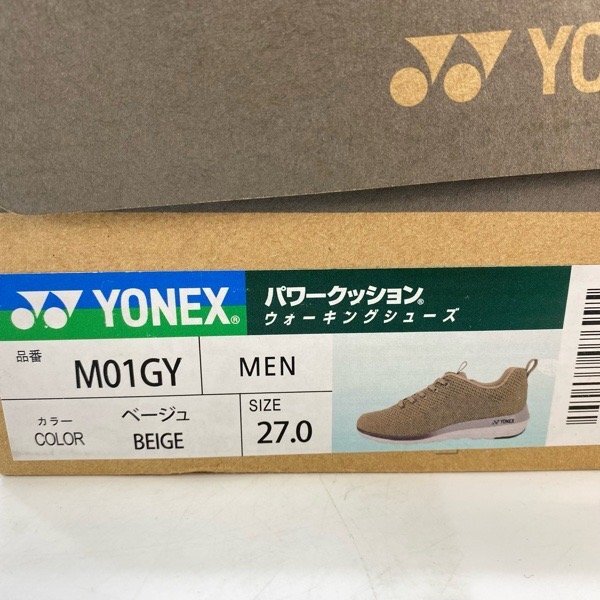 YO
YONEX®
パワークッション®
ウォーキングシューズ
品番
M01GY
MEN
カラー
COLOR
ベージュ
BEIGE
SIZE
27.0
YONEX